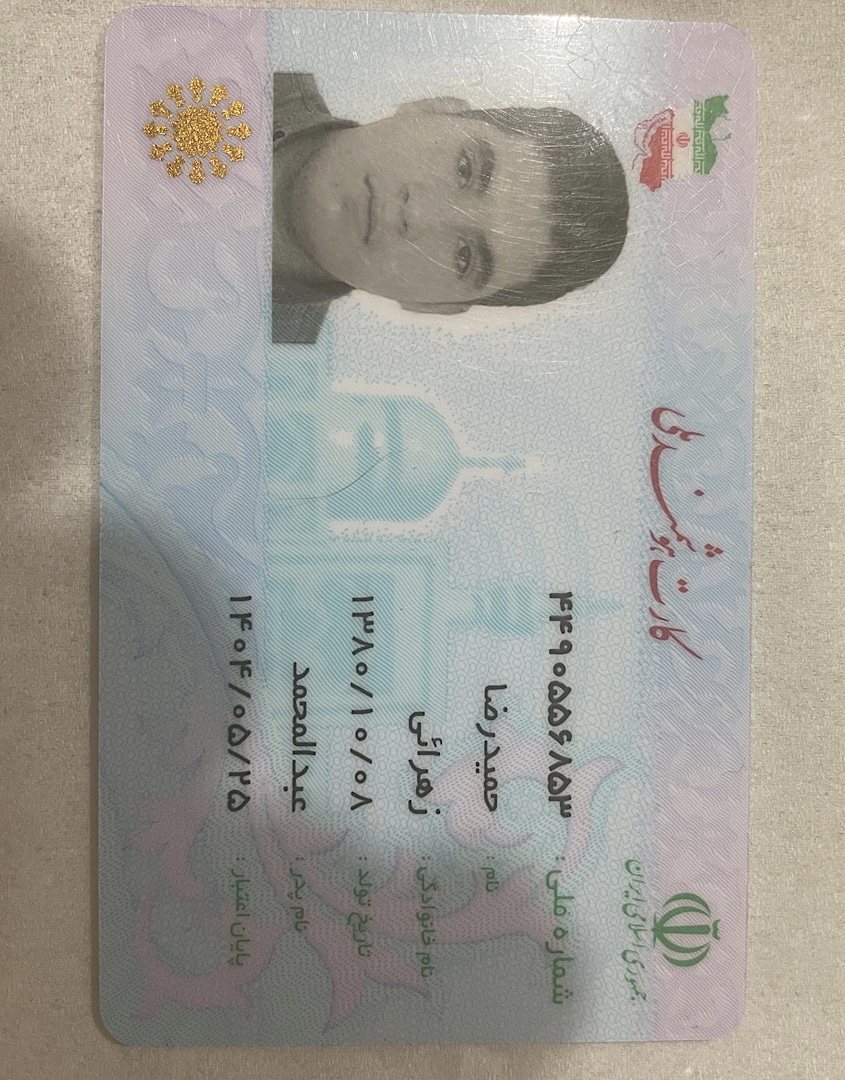 جمهوری اسلامی ایران
کارت هوشمند ملی
شماره ملی: ۴۴۹۰۵۵۶۸۵۳
نام: حمیدرضا
نام خانوادگی: زهرائی
تاریخ تولد: ۱۳۸۰/۱۰/۰۸
نام پدر: عبدالمحمد
پایان اعتبار: ۱۴۰۴/۰۵/۲۵